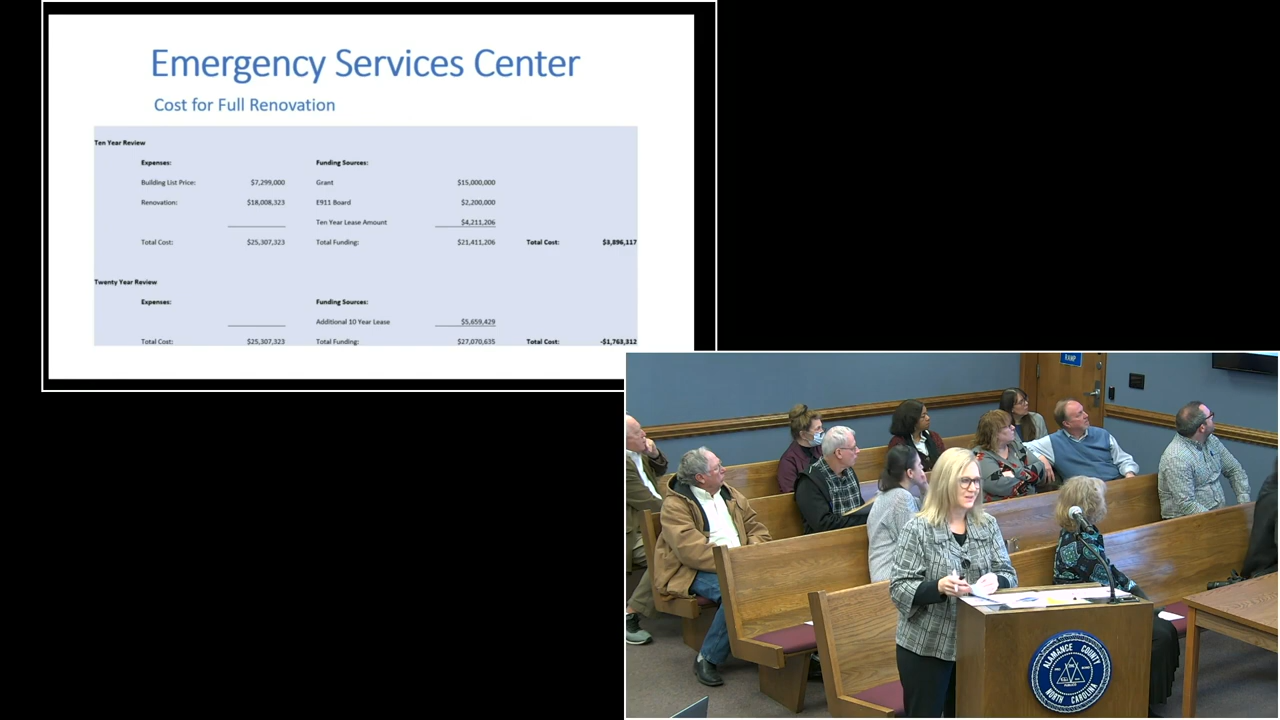 Emergency Services Center
Cost for Full Renovation
Ten Year Review
Expenses: Funding Sources:
Building List Price: $7,299,000 Grant $15,000,000
Renovation: $18,008,323 E911 Board $2,200,000
Ten Year Lease Amount $4,211,206
Total Cost: $25,307,323 Total Funding: $21,411,206 Total Cost: $3,896,117
Twenty Year Review
Expenses: Funding Sources:
Additional 10 Year Lease $5,659,429
Total Cost: $25,307,323 Total Funding: $27,070,635 Total Cost: -$1,763,312
ALAMANCE COUNTY
NORTH CAROLINA